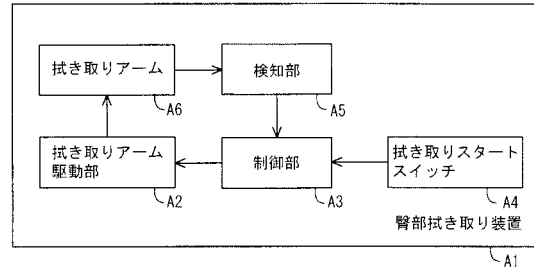 拭き取りアーム
A6
検知部
A5
拭き取りアーム
駆動部
A2
制御部
A3
拭き取りスタート
スイッチ
A4
臀部拭き取り装置
A1